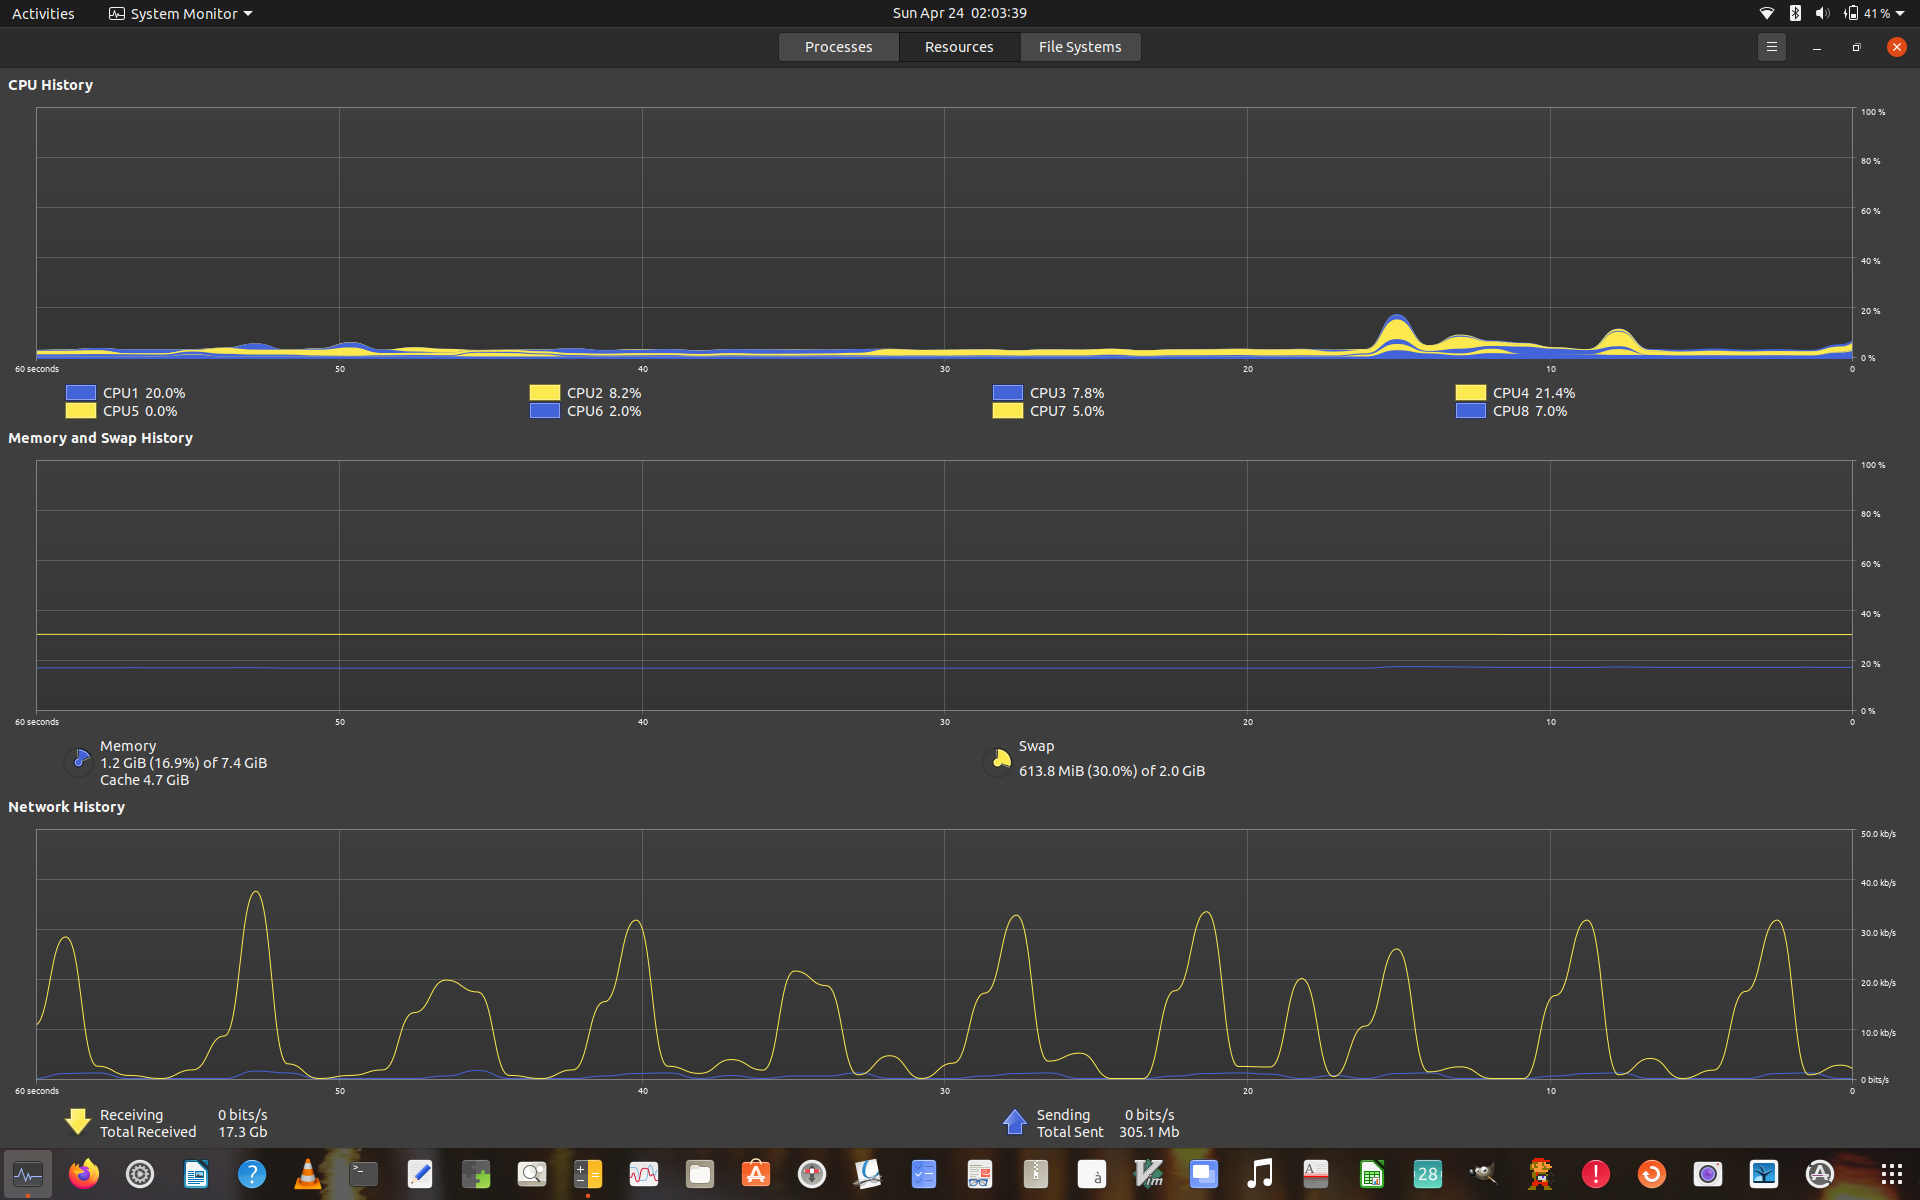 Activities System Monitor Sun Apr 24 02:03:39 41 %
Processes Resources File Systems
CPU History
100 %
80 %
60 %
40 %
20 %
0 %
60 seconds 50 40 30 20 10 0
CPU1 20.0% CPU2 8.2% CPU3 7.8% CPU4 21.4%
CPU5 0.0% CPU6 2.0% CPU7 5.0% CPU8 7.0%
Memory and Swap History
100 %
80 %
60 %
40 %
20 %
0 %
60 seconds 50 40 30 20 10 0
Memory
1.2 GiB (16.9%) of 7.4 GiB
Cache 4.7 GiB
Swap
613.8 MiB (30.0%) of 2.0 GiB
Network History
50.0 kb/s
40.0 kb/s
30.0 kb/s
20.0 kb/s
10.0 kb/s
0 bits/s
60 seconds 50 40 30 20 10 0
Receiving 0 bits/s
Total Received 17.3 Gb
Sending 0 bits/s
Total Sent 305.1 Mb
28